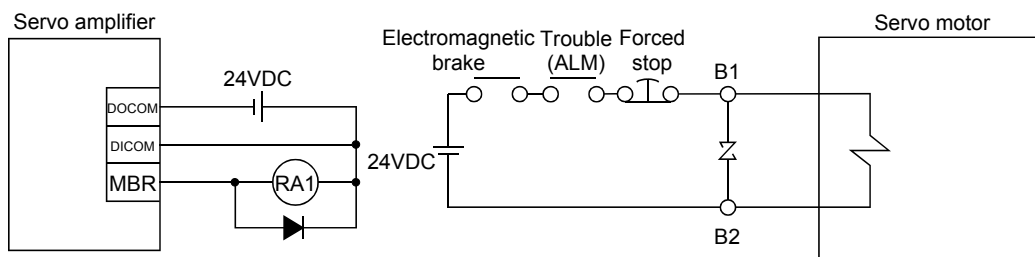 Servo amplifier
24VDC
DOCOM
DICOM
MBR
RA1
Electromagnetic
brake
Trouble
(ALM)
Forced
stop
24VDC
B1
B2
Servo motor